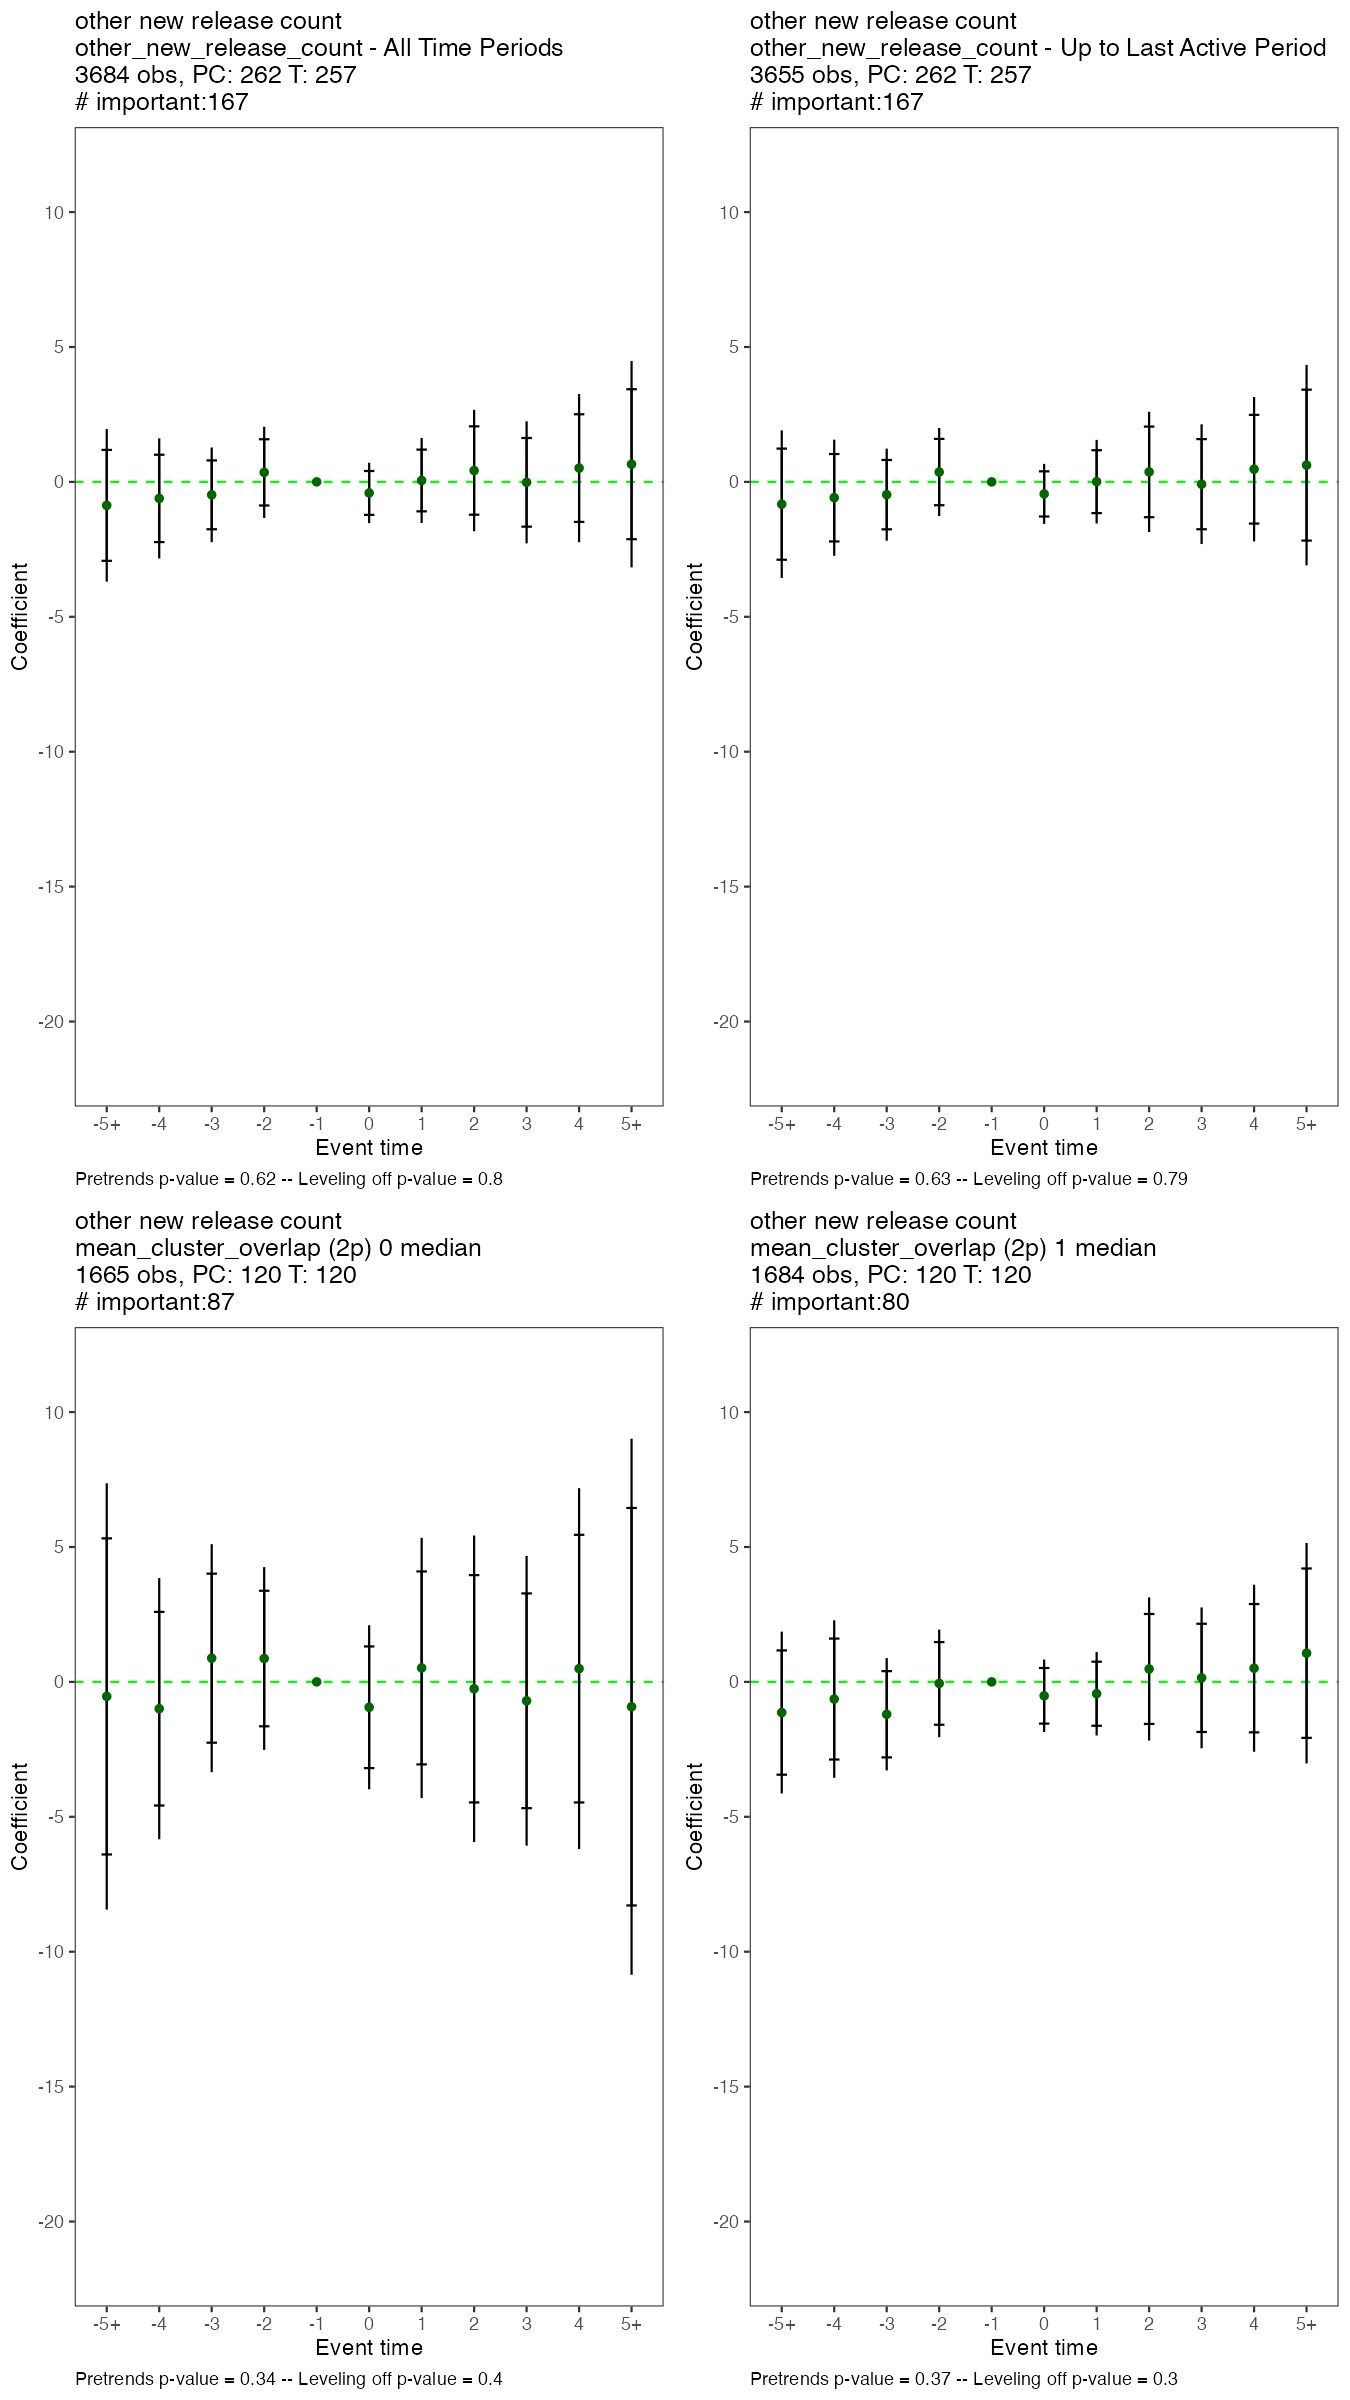 other new release count
other_new_release_count - All Time Periods
3684 obs, PC: 262 T: 257
# important:167
10
5
0
-5
-10
-15
-20
Coefficient
-5+ -4 -3 -2 -1 0 1 2 3 4 5+
Event time
Pretrends p-value = 0.62 -- Leveling off p-value = 0.8
other new release count
other_new_release_count - Up to Last Active Period
3655 obs, PC: 262 T: 257
# important:167
10
5
0
-5
-10
-15
-20
Coefficient
-5+ -4 -3 -2 -1 0 1 2 3 4 5+
Event time
Pretrends p-value = 0.63 -- Leveling off p-value = 0.79
other new release count
mean_cluster_overlap (2p) 0 median
1665 obs, PC: 120 T: 120
# important:87
10
5
0
-5
-10
-15
-20
Coefficient
-5+ -4 -3 -2 -1 0 1 2 3 4 5+
Event time
Pretrends p-value = 0.34 -- Leveling off p-value = 0.4
other new release count
mean_cluster_overlap (2p) 1 median
1684 obs, PC: 120 T: 120
# important:80
10
5
0
-5
-10
-15
-20
Coefficient
-5+ -4 -3 -2 -1 0 1 2 3 4 5+
Event time
Pretrends p-value = 0.37 -- Leveling off p-value = 0.3